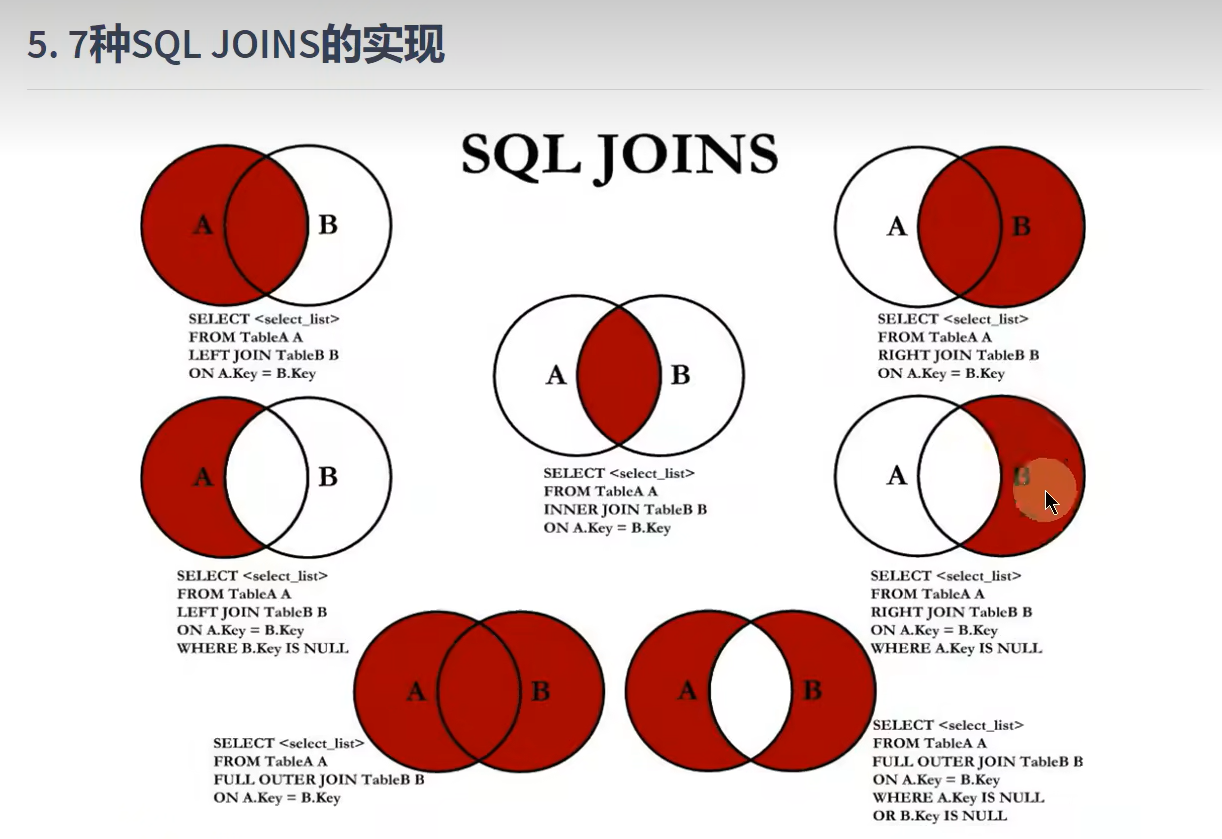 5. 7种SQL JOINS的实现
SQL JOINS
A B
SELECT <select_list>
FROM TableA A
LEFT JOIN TableB B
ON A.Key = B.Key
A B
SELECT <select_list>
FROM TableA A
RIGHT JOIN TableB B
ON A.Key = B.Key
A B
SELECT <select_list>
FROM TableA A
INNER JOIN TableB B
ON A.Key = B.Key
A B
SELECT <select_list>
FROM TableA A
LEFT JOIN TableB B
ON A.Key = B.Key
WHERE B.Key IS NULL
A B
SELECT <select_list>
FROM TableA A
RIGHT JOIN TableB B
ON A.Key = B.Key
WHERE A.Key IS NULL
A B
SELECT <select_list>
FROM TableA A
FULL OUTER JOIN TableB B
ON A.Key = B.Key
A B
SELECT <select_list>
FROM TableA A
FULL OUTER JOIN TableB B
ON A.Key = B.Key
WHERE A.Key IS NULL
OR B.Key IS NULL